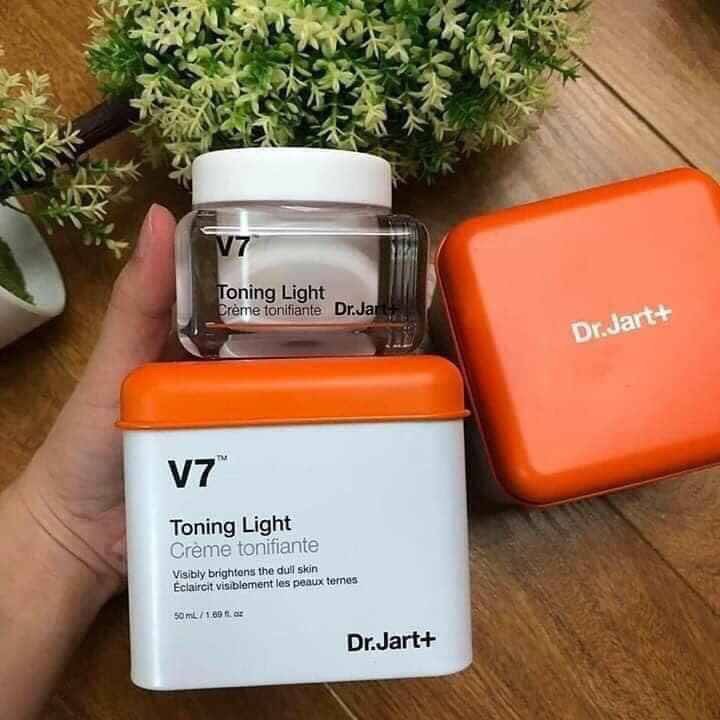 V7™
Toning Light
Crème tonifiante Dr.Jart+
Dr.Jart+
V7™
Toning Light
Crème tonifiante
Visibly brightens the dull skin
Éclaircit visiblement les peaux ternes
50 mL / 1.69 fl. oz
Dr.Jart+